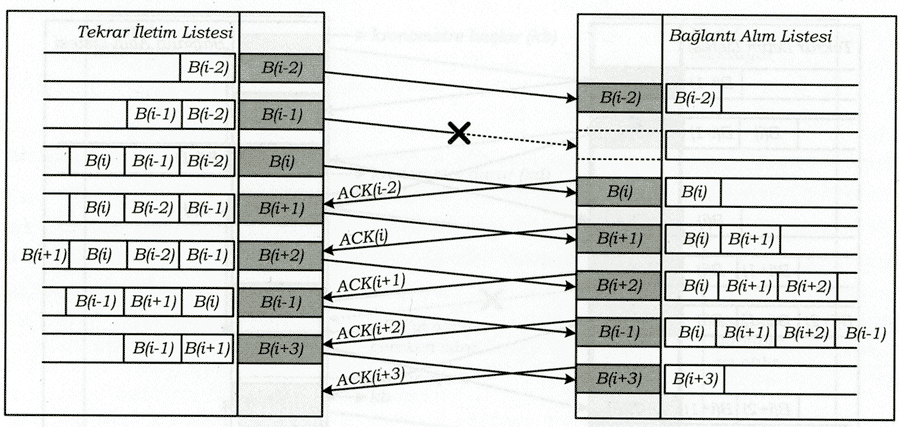 Tekrar İletim Listesi
B(i-2) B(i-2)
B(i-1) B(i-2) B(i-1)
B(i) B(i-1) B(i-2) B(i)
B(i) B(i-2) B(i-1) B(i+1)
B(i+1) B(i) B(i-2) B(i-1) B(i+2)
B(i-1) B(i+1) B(i) B(i-1)
B(i-1) B(i+1) B(i+3)
ACK(i-2)
ACK(i)
ACK(i+1)
ACK(i+2)
ACK(i+3)
Bağlantı Alım Listesi
B(i-2) B(i-2)
B(i) B(i)
B(i+1) B(i) B(i+1)
B(i+2) B(i) B(i+1) B(i+2)
B(i-1) B(i) B(i+1) B(i+2) B(i-1)
B(i+3) B(i+3)